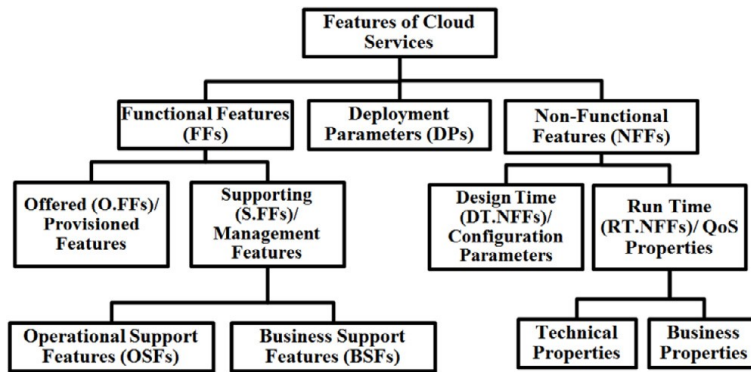 Features of Cloud
Services
Functional Features
(FFs)
Deployment
Parameters (DPs)
Non-Functional
Features (NFFs)
Offered (O.FFs)/
Provisioned
Features
Supporting
(S.FFs)/
Management
Features
Design Time
(DT.NFFs)/
Configuration
Parameters
Run Time
(RT.NFFs)/ QoS
Properties
Operational Support
Features (OSFs)
Business Support
Features (BSFs)
Technical
Properties
Business
Properties